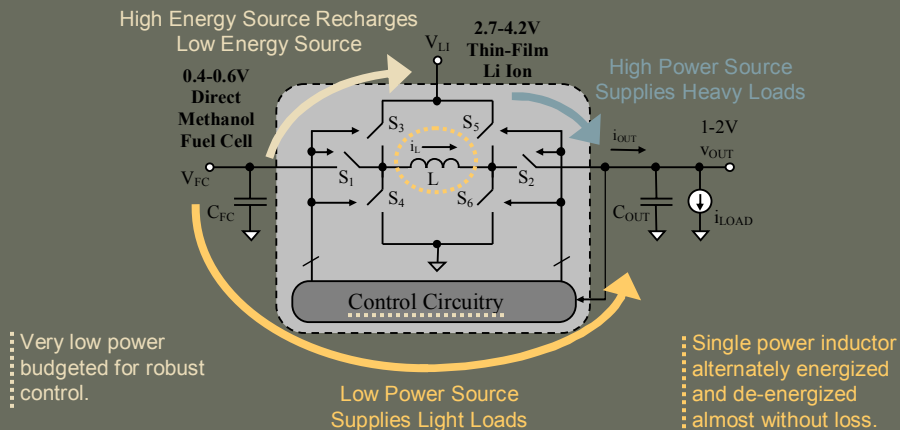 High Energy Source Recharges
Low Energy Source
2.7-4.2V
Thin-Film
Li Ion
V_LI
0.4-0.6V
Direct
Methanol
Fuel Cell
High Power Source
Supplies Heavy Loads
1-2V
S3
S5
i_L
i_OUT
v_OUT
V_FC
S1
L
S2
C_FC
S4
S6
C_OUT
i_LOAD
Control Circuitry
Very low power
budgeted for robust
control.
Low Power Source
Supplies Light Loads
Single power inductor
alternately energized
and de-energized
almost without loss.